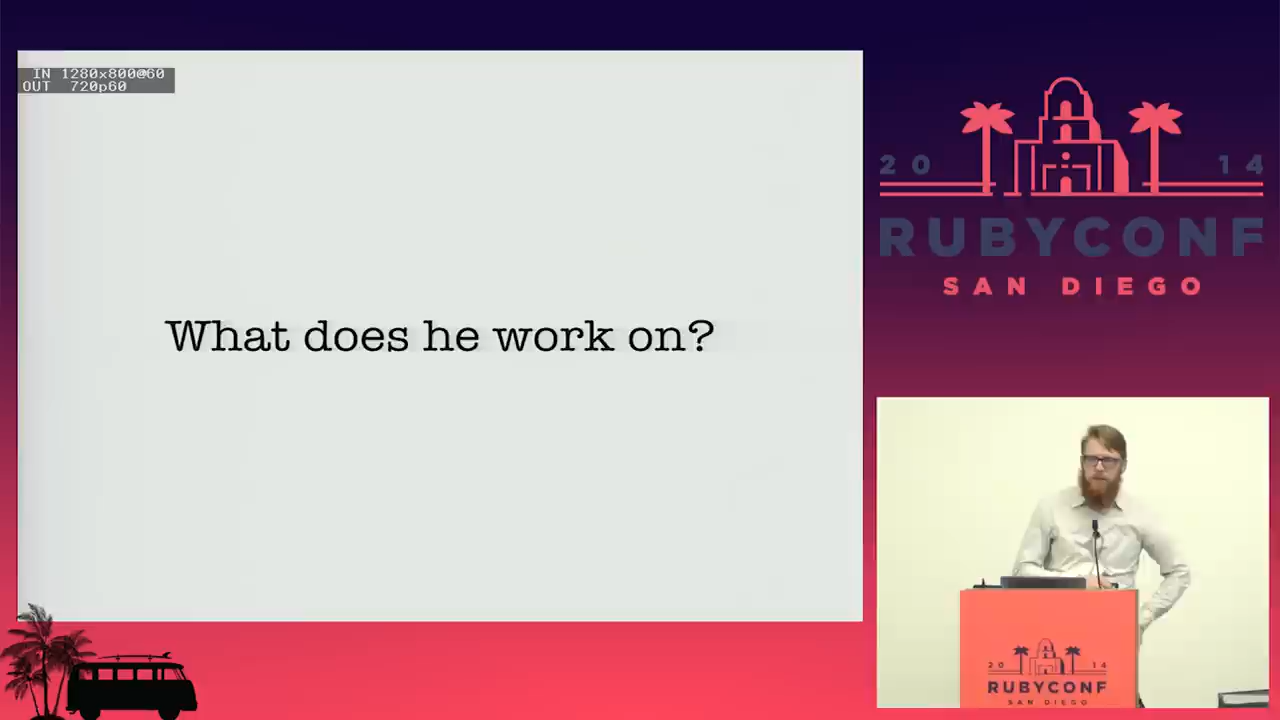 IN 1280x800@60
OUT 720p60
What does he work on?
20 14
RUBYCONF
SAN DIEGO
20 14
RUBYCONF
SAN DIEGO